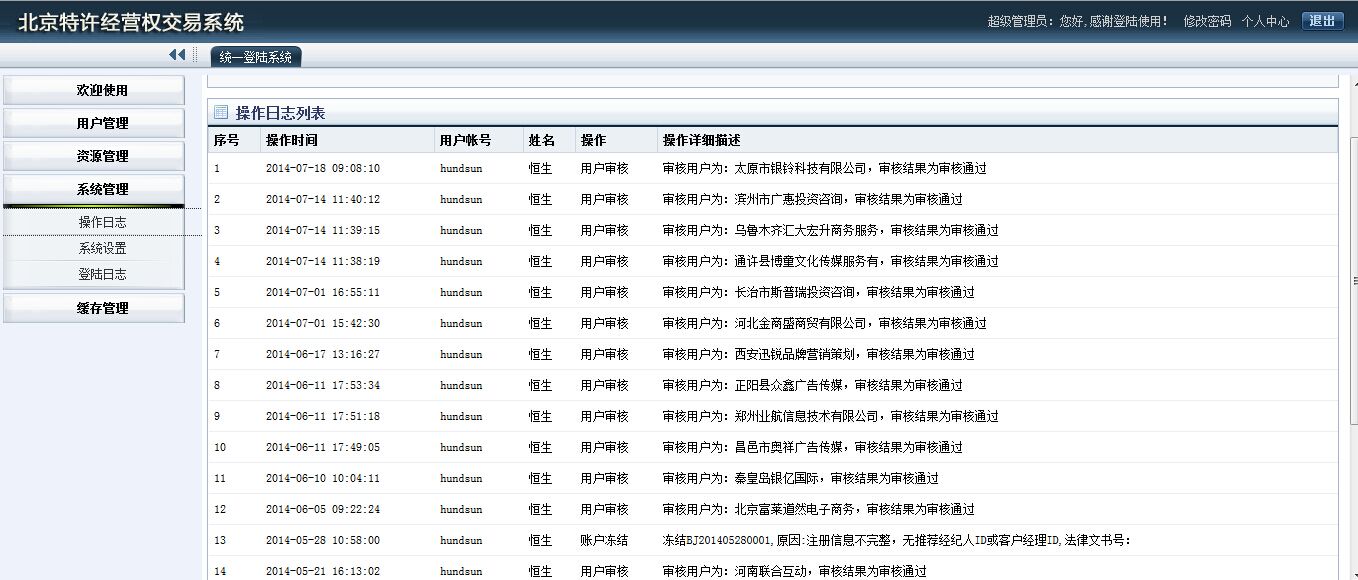 北京特许经营权交易系统
超级管理员：您好,感谢登陆使用！ 修改密码 个人中心 退出
统一登陆系统
欢迎使用
用户管理
资源管理
系统管理
操作日志
系统设置
登陆日志
缓存管理
操作日志列表
序号 操作时间 用户帐号 姓名 操作 操作详细描述
1 2014-07-18 09:08:10 hundsun 恒生 用户审核 审核用户为：太原市银铃科技有限公司，审核结果为审核通过
2 2014-07-14 11:40:12 hundsun 恒生 用户审核 审核用户为：滨州市广惠投资咨询，审核结果为审核通过
3 2014-07-14 11:39:15 hundsun 恒生 用户审核 审核用户为：乌鲁木齐汇大宏升商务服务，审核结果为审核通过
4 2014-07-14 11:38:19 hundsun 恒生 用户审核 审核用户为：通许县博童文化传媒服务有，审核结果为审核通过
5 2014-07-01 16:55:11 hundsun 恒生 用户审核 审核用户为：长治市斯普瑞投资咨询，审核结果为审核通过
6 2014-07-01 15:42:30 hundsun 恒生 用户审核 审核用户为：河北金商盛商贸有限公司，审核结果为审核通过
7 2014-06-17 13:16:27 hundsun 恒生 用户审核 审核用户为：西安迅锐品牌营销策划，审核结果为审核通过
8 2014-06-11 17:53:34 hundsun 恒生 用户审核 审核用户为：正阳县众鑫广告传媒，审核结果为审核通过
9 2014-06-11 17:51:18 hundsun 恒生 用户审核 审核用户为：郑州业航信息技术有限公司，审核结果为审核通过
10 2014-06-11 17:49:05 hundsun 恒生 用户审核 审核用户为：昌邑市奥祥广告传媒，审核结果为审核通过
11 2014-06-10 10:04:11 hundsun 恒生 用户审核 审核用户为：秦皇岛银亿国际，审核结果为审核通过
12 2014-06-05 09:22:24 hundsun 恒生 用户审核 审核用户为：北京富莱道然电子商务，审核结果为审核通过
13 2014-05-28 10:58:00 hundsun 恒生 账户冻结 冻结BJ201405280001,原因:注册信息不完整，无推荐经纪人ID或客户经理ID,法律文书号：
14 2014-05-21 16:13:02 hundsun 恒生 用户审核 审核用户为：河南联合互动，审核结果为审核通过